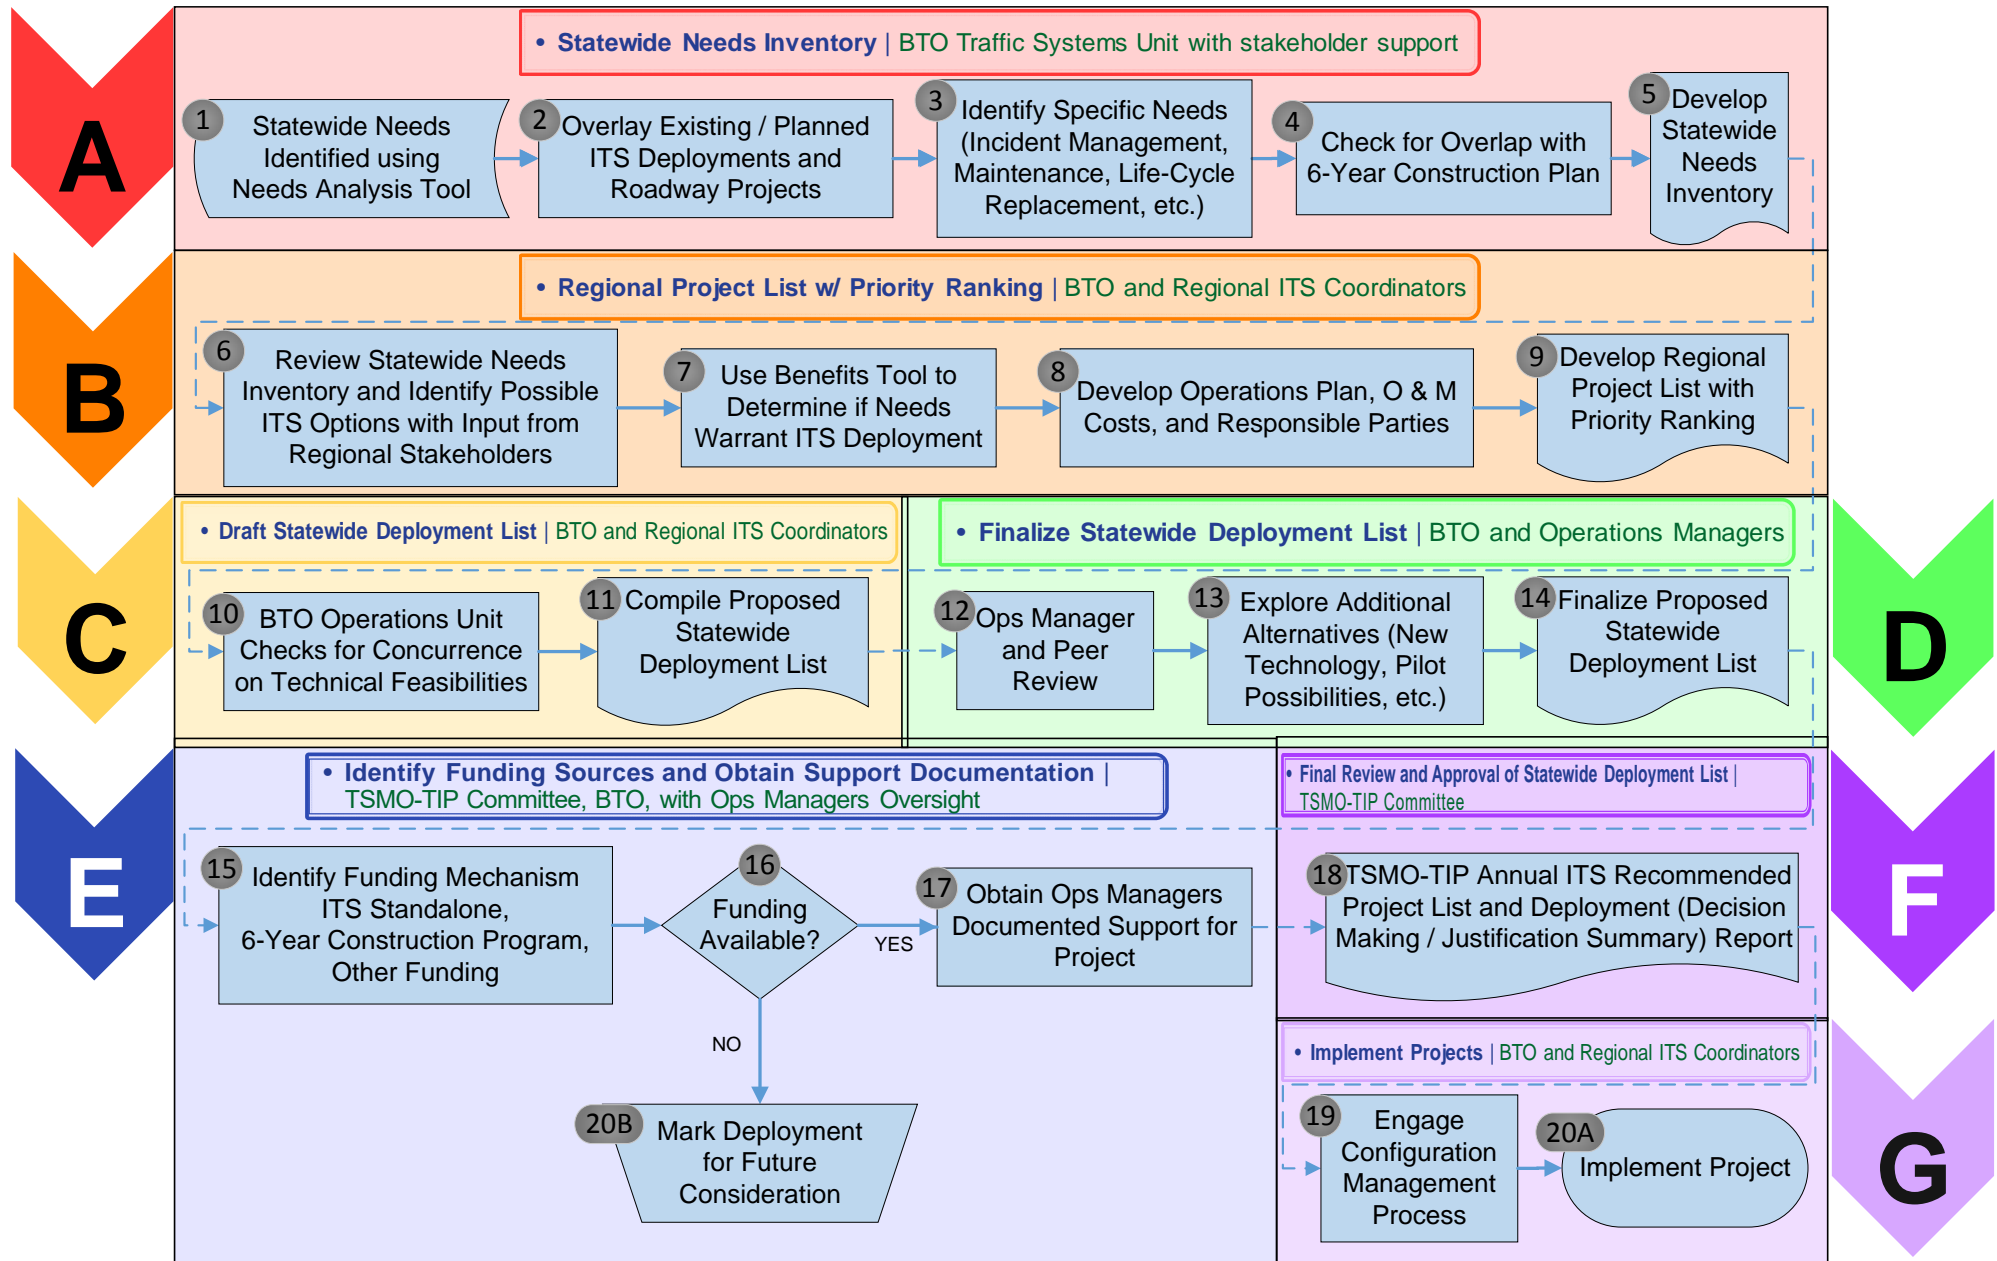 A
• Statewide Needs Inventory | BTO Traffic Systems Unit with stakeholder support
1
Statewide Needs
Identified using
Needs Analysis Tool
2
Overlay Existing / Planned
ITS Deployments and
Roadway Projects
3
Identify Specific Needs
(Incident Management,
Maintenance, Life-Cycle
Replacement, etc.)
4
Check for Overlap with
6-Year Construction Plan
5
Develop
Statewide
Needs
Inventory
B
• Regional Project List w/ Priority Ranking | BTO and Regional ITS Coordinators
6
Review Statewide Needs
Inventory and Identify Possible
ITS Options with Input from
Regional Stakeholders
7
Use Benefits Tool to
Determine if Needs
Warrant ITS Deployment
8
Develop Operations Plan, O & M
Costs, and Responsible Parties
9
Develop Regional
Project List with
Priority Ranking
C
• Draft Statewide Deployment List | BTO and Regional ITS Coordinators
10
BTO Operations Unit
Checks for Concurrence
on Technical Feasibilities
11
Compile Proposed
Statewide
Deployment List
D
• Finalize Statewide Deployment List | BTO and Operations Managers
12
Ops Manager
and Peer
Review
13
Explore Additional
Alternatives (New
Technology, Pilot
Possibilities, etc.)
14
Finalize Proposed
Statewide
Deployment List
E
• Identify Funding Sources and Obtain Support Documentation |
TSMO-TIP Committee, BTO, with Ops Managers Oversight
15
Identify Funding Mechanism
ITS Standalone,
6-Year Construction Program,
Other Funding
16
Funding
Available?
YES
NO
17
Obtain Ops Managers
Documented Support for
Project
20B
Mark Deployment
for Future
Consideration
F
• Final Review and Approval of Statewide Deployment List |
TSMO-TIP Committee
18
TSMO-TIP Annual ITS Recommended
Project List and Deployment (Decision
Making / Justification Summary) Report
G
• Implement Projects | BTO and Regional ITS Coordinators
19
Engage
Configuration
Management
Process
20A
Implement Project